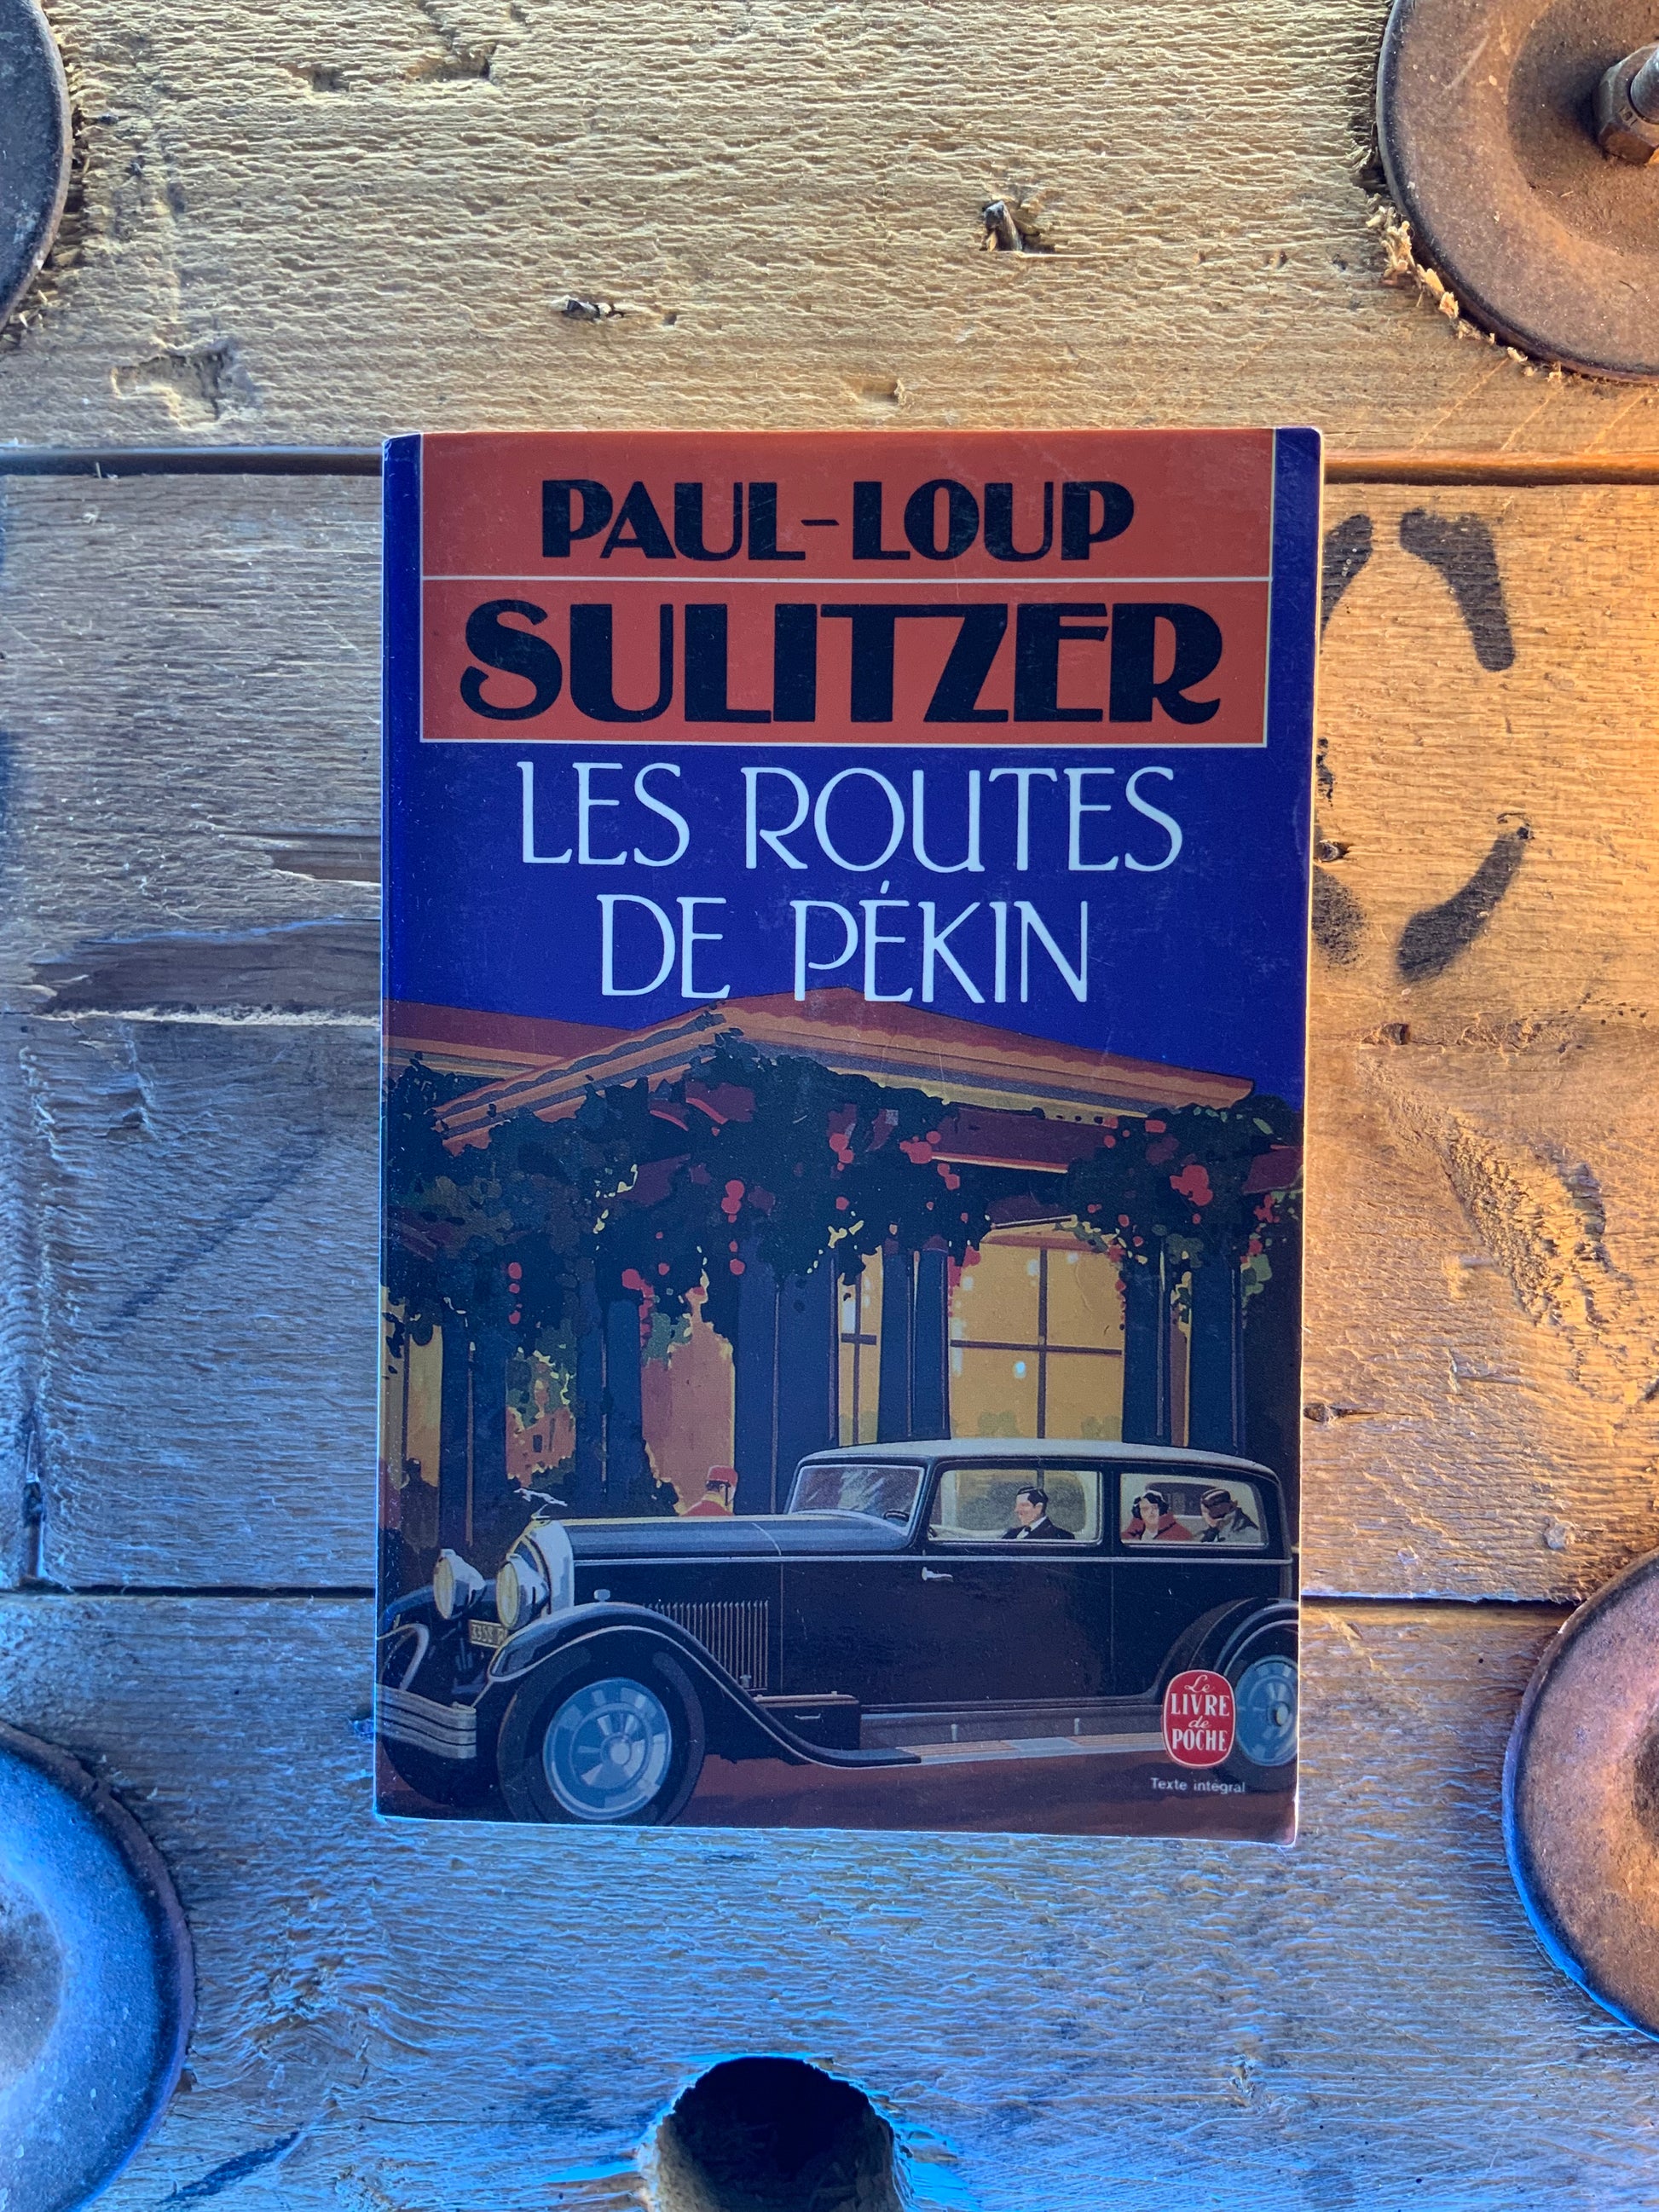 PAUL-LOUP
SULITZER
LES ROUTES
DE PÉKIN
Le
LIVRE
de
POCHE
Texte intégral